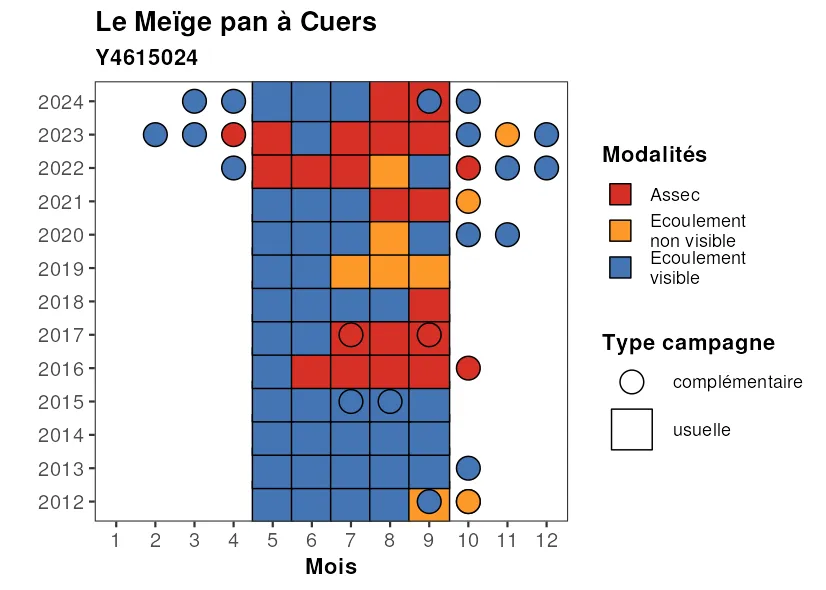 Le Meïge pan à Cuers
Y4615024
2024
2023
2022
2021
2020
2019
2018
2017
2016
2015
2014
2013
2012
1 2 3 4 5 6 7 8 9 10 11 12
Mois
Modalités
Assec
Ecoulement
non visible
Ecoulement
visible
Type campagne
complémentaire
usuelle